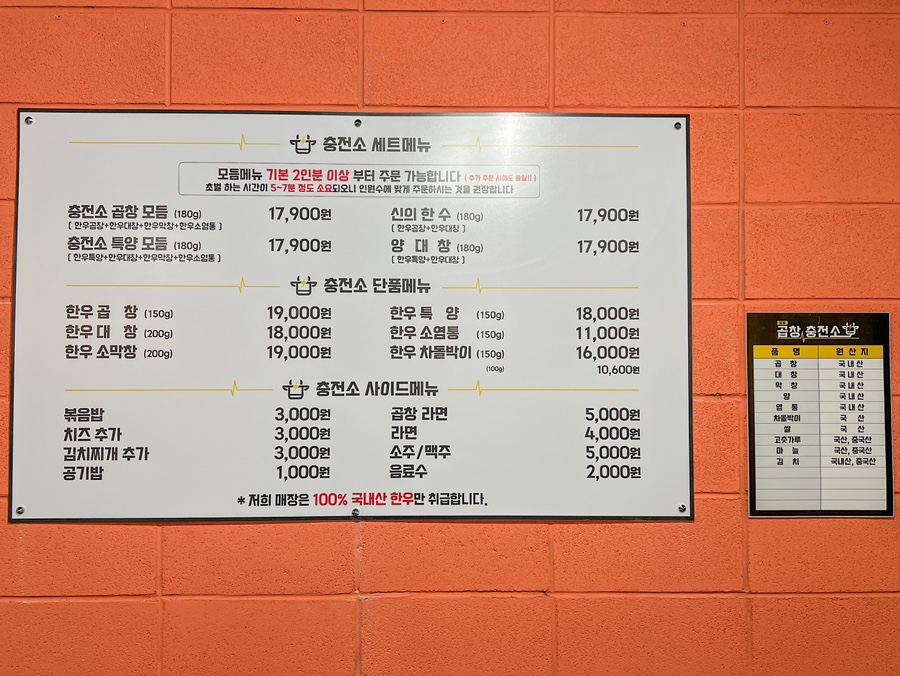 충전소 세트메뉴
모듬메뉴 기본 2인분 이상 부터 주문 가능합니다 ( 추가 주문 시에도 동일!! )
초벌 하는 시간이 5~7분 정도 소요되오니 인원수에 맞게 주문하시는 것을 권장합니다
충전소 곱창 모듬 (180g) 17,900원
[ 한우곱창+한우대창+한우막창+한우소염통 ]
신의 한 수 (180g) 17,900원
[ 한우곱창+한우대창 ]
충전소 특양 모듬 (180g) 17,900원
[ 한우특양+한우대창+한우막창+한우소염통 ]
양 대 창 (180g) 17,900원
[ 한우특양+한우대창 ]
충전소 단품메뉴
한우 곱 창 (150g) 19,000원
한우 특 양 (150g) 18,000원
한우 대 창 (200g) 18,000원
한우 소염통 (150g) 11,000원
한우 소막창 (200g) 19,000원
한우 차돌박이 (150g) 16,000원
(100g) 10,600원
충전소 사이드메뉴
볶음밥 3,000원
곱창 라면 5,000원
치즈 추가 3,000원
라면 4,000원
김치찌개 추가 3,000원
소주/맥주 5,000원
공기밥 1,000원
음료수 2,000원
* 저희 매장은 100% 국내산 한우만 취급합니다.
곱창 충전소
품 명 원 산 지
곱 창 국 내 산
대 창 국 내 산
막 창 국 내 산
양 국 내 산
염 통 국 내 산
차돌박이 국 산
쌀 국 산
고춧가루 국산, 중국산
마 늘 국산, 중국산
김 치 국내산, 중국산